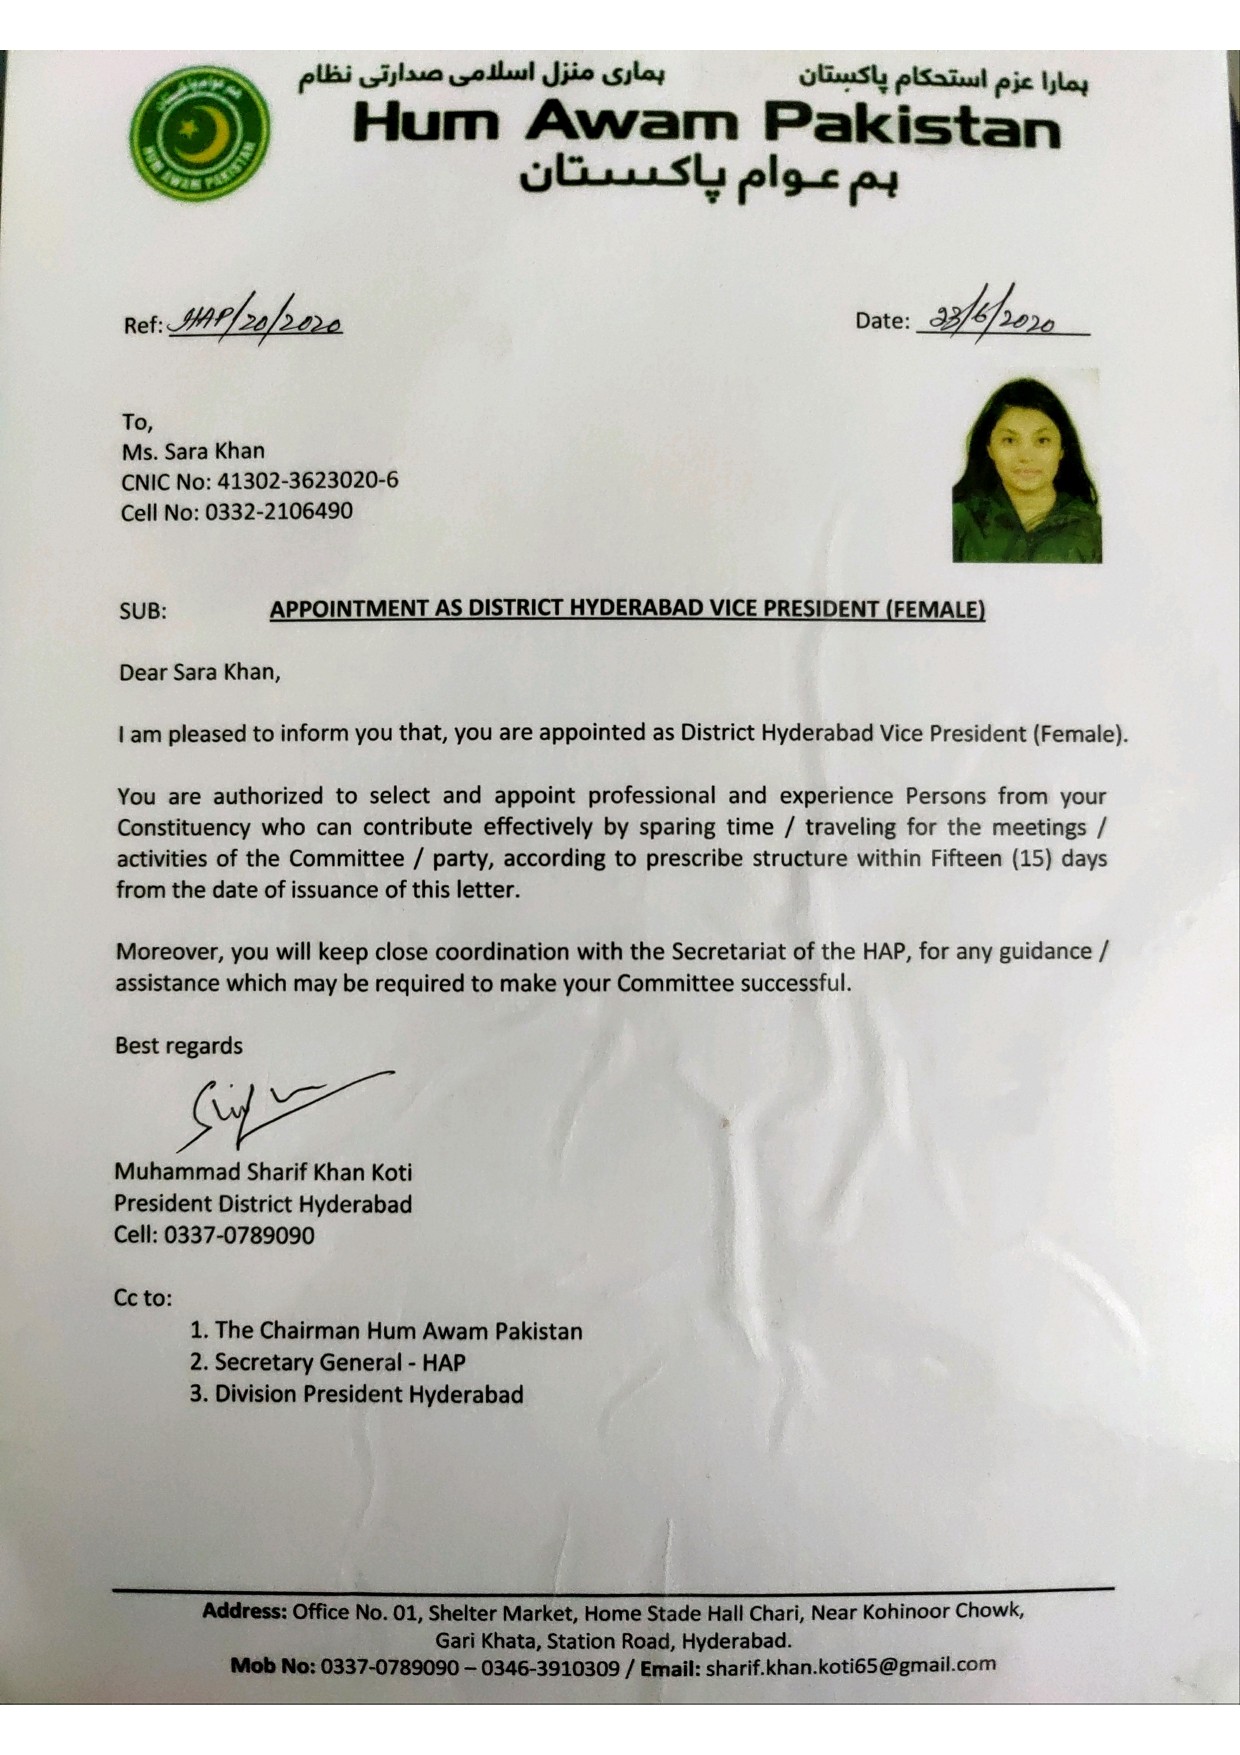 ہمارا عزم استحکام پاکستان ہماری منزل اسلامی صدارتی نظام
Hum Awam Pakistan
ہم عوام پاکستان
HUM AWAM PAKISTAN
Ref: HAP/20/2020 Date: 23/6/2020
To,
Ms. Sara Khan
CNIC No: 41302-3623020-6
Cell No: 0332-2106490
SUB: APPOINTMENT AS DISTRICT HYDERABAD VICE PRESIDENT (FEMALE)
Dear Sara Khan,
I am pleased to inform you that, you are appointed as District Hyderabad Vice President (Female).
You are authorized to select and appoint professional and experience Persons from your
Constituency who can contribute effectively by sparing time / traveling for the meetings /
activities of the Committee / party, according to prescribe structure within Fifteen (15) days
from the date of issuance of this letter.
Moreover, you will keep close coordination with the Secretariat of the HAP, for any guidance /
assistance which may be required to make your Committee successful.
Best regards
Muhammad Sharif Khan Koti
President District Hyderabad
Cell: 0337-0789090
Cc to:
1. The Chairman Hum Awam Pakistan
2. Secretary General - HAP
3. Division President Hyderabad
Address: Office No. 01, Shelter Market, Home Stade Hall Chari, Near Kohinoor Chowk,
Gari Khata, Station Road, Hyderabad.
Mob No: 0337-0789090 – 0346-3910309 / Email: sharif.khan.koti65@gmail.com